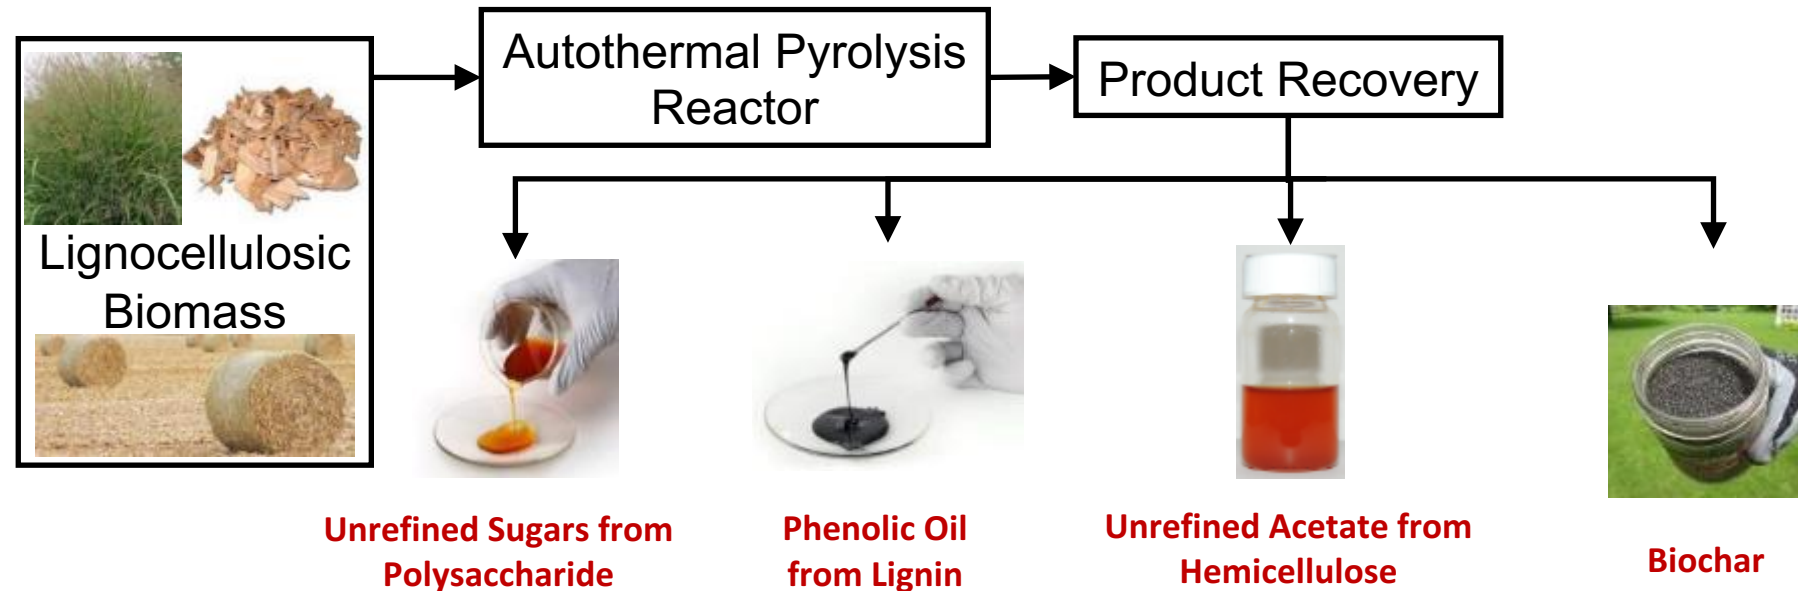 Autothermal Pyrolysis
Reactor
Product Recovery
Lignocellulosic
Biomass
Unrefined Sugars from
Polysaccharide
Phenolic Oil
from Lignin
Unrefined Acetate from
Hemicellulose
Biochar